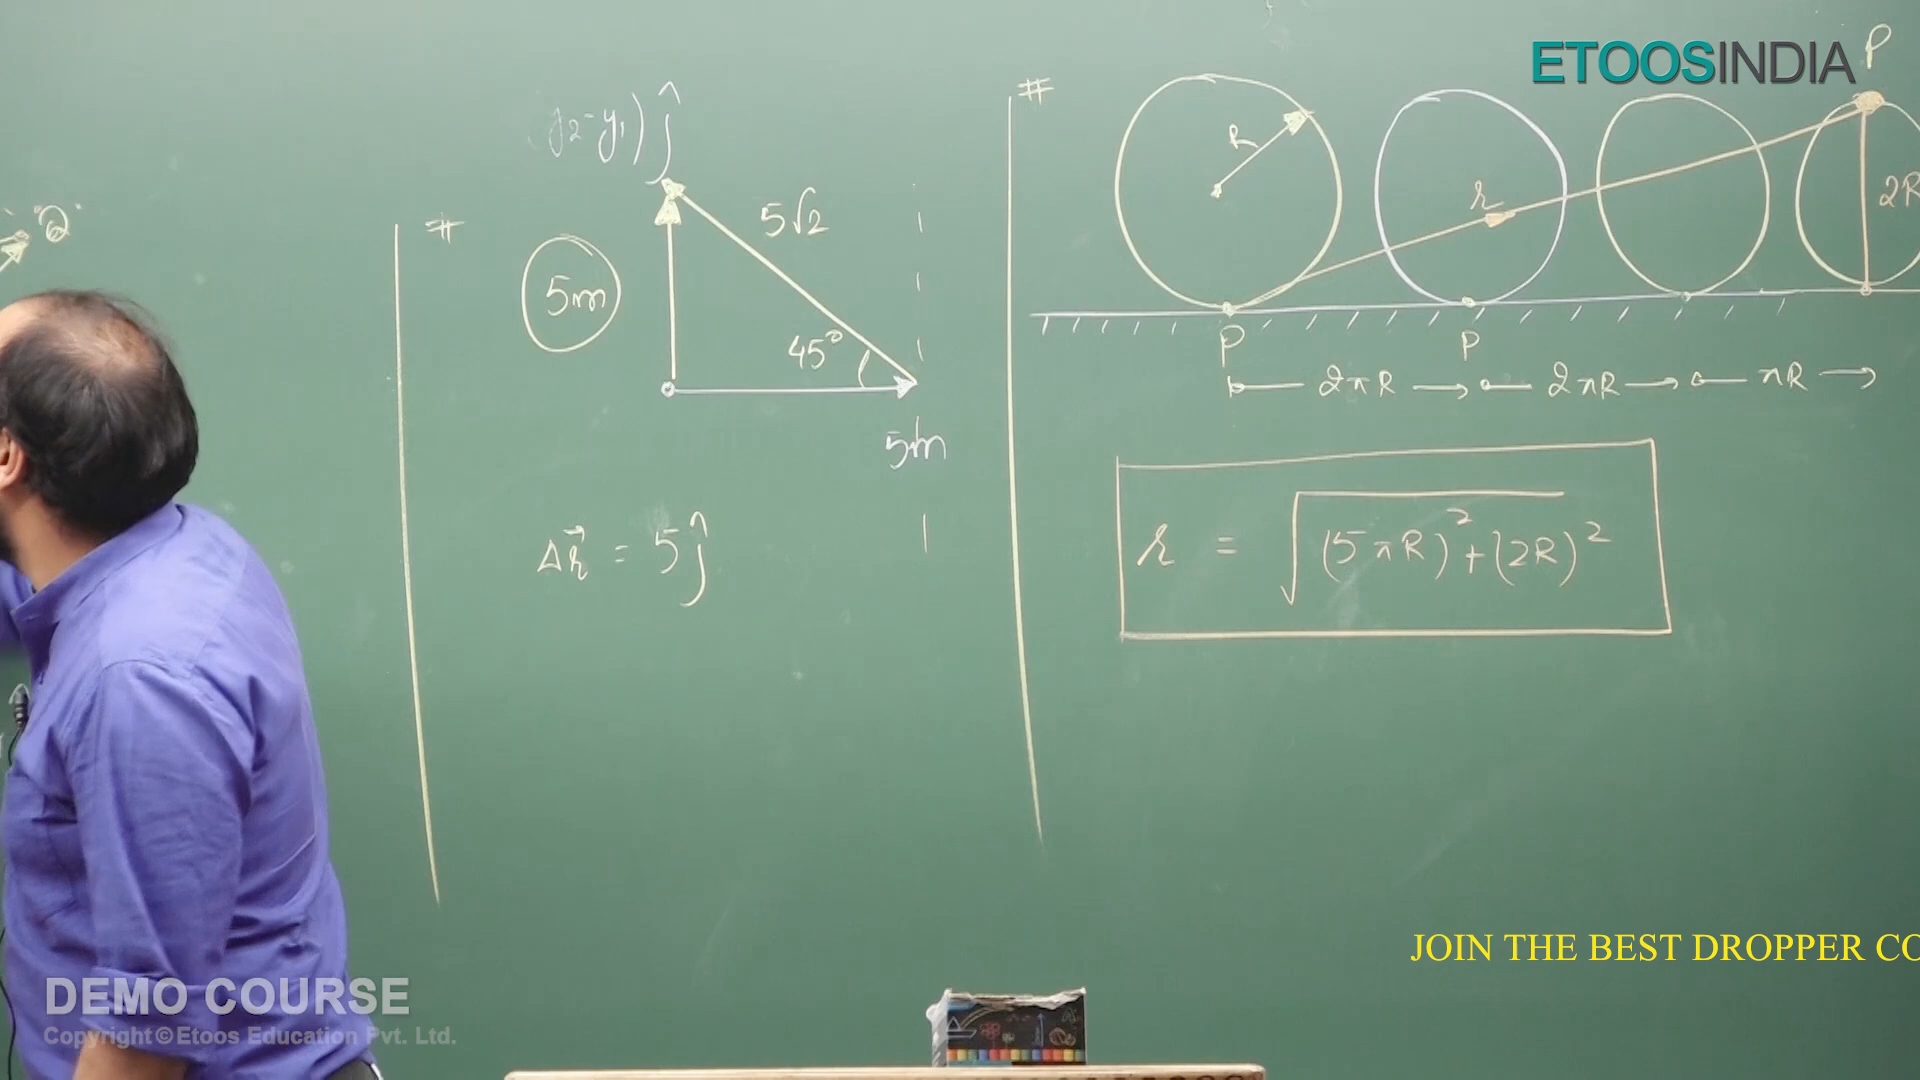 "Q"
(y2-y1) ĵ
#
5√2
5m
45°
5m
Δr⃗ = 5 ĵ
#
ETOOSINDIA
P
R
r
2R
P
P
2πR 2πR πR
r = √(5πR)² + (2R)²
JOIN THE BEST DROPPER CO
DEMO COURSE
Copyright © Etoos Education Pvt. Ltd.